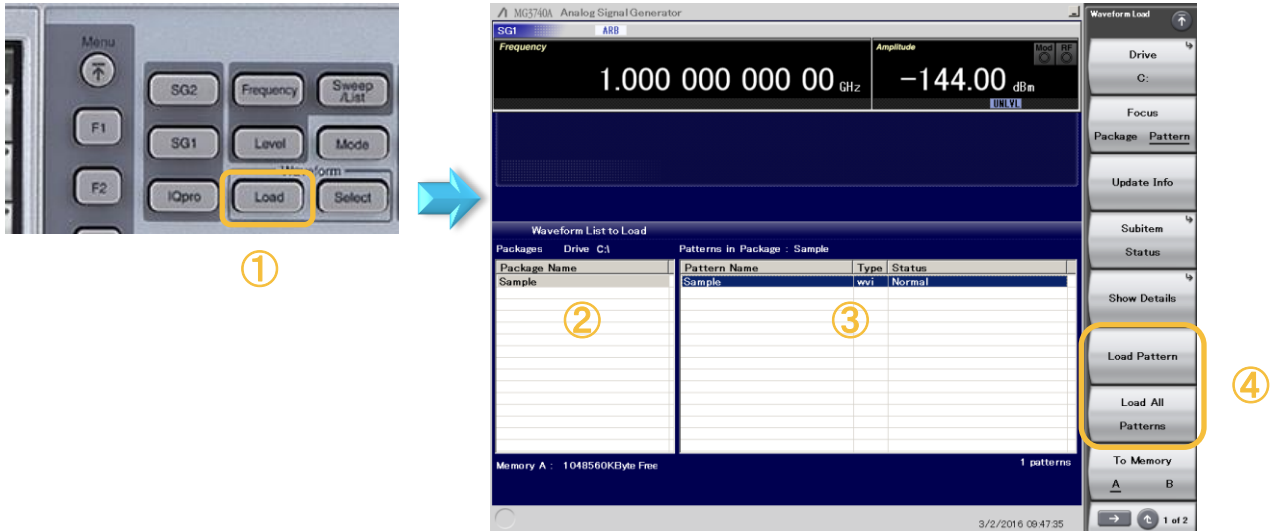 Menu
SG2
Frequency
Sweep
/List
F1
SG1
Level
Mode
Waveform
F2
IQpro
Load
Select
①
MG3740A Analog Signal Generator
SG1 ARB
Frequency
1.000 000 000 00 GHz
Amplitude
Mod RF
-144.00 dBm
UNLVL
Waveform List to Load
Packages Drive C:\ Patterns in Package : Sample
Package Name
Sample
Pattern Name Type Status
Sample wvi Normal
②
③
Memory A : 1048560KByte Free
1 patterns
3/2/2016 09:47:35
Waveform Load
Drive
C:
Focus
Package Pattern
Update Info
Subitem
Status
Show Details
Load Pattern
Load All
Patterns
④
To Memory
A B
1 of 2